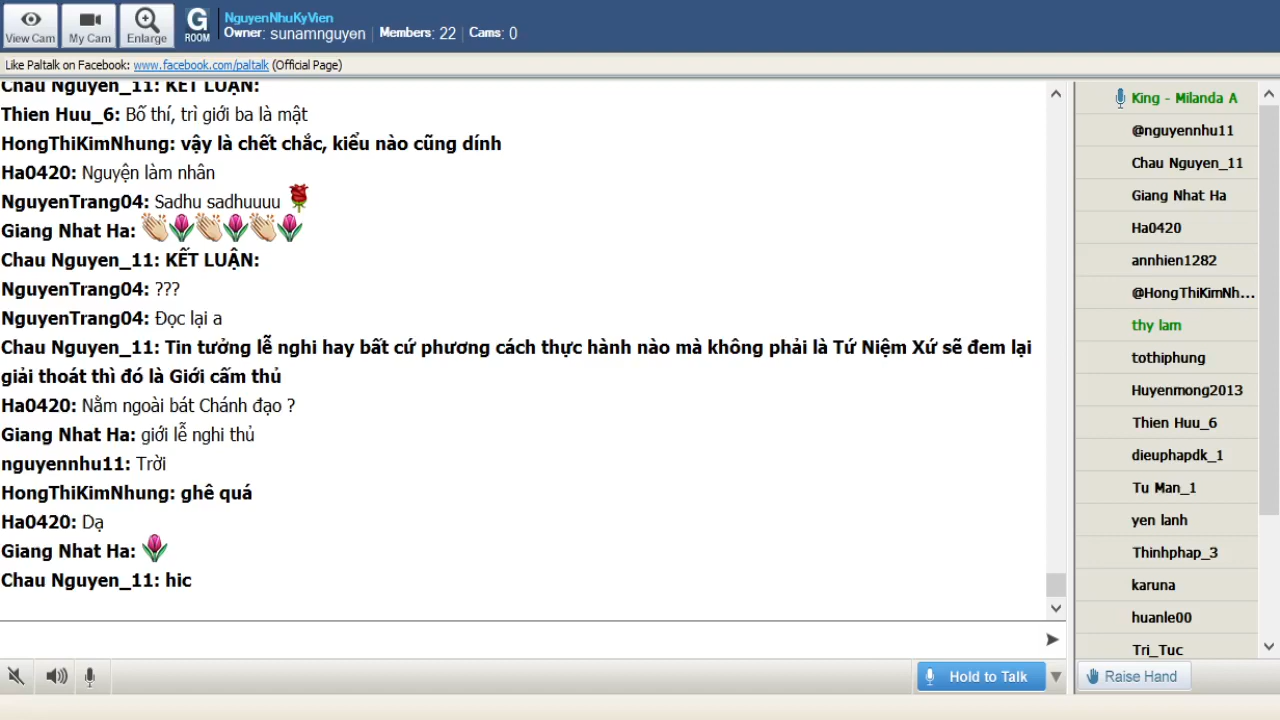 View Cam
My Cam
Enlarge
G
ROOM
NguyenNhuKyVien
Owner: sunamnguyen | Members: 22 | Cams: 0
Like Paltalk on Facebook: www.facebook.com/paltalk (Official Page)
Chau Nguyen_11: KẾT LUẬN:
Thien Huu_6: Bố thí, trì giới ba là mật
HongThiKimNhung: vậy là chết chắc, kiểu nào cũng dính
Ha0420: Nguyện làm nhân
NguyenTrang04: Sadhu sadhuuuu
Giang Nhat Ha:
Chau Nguyen_11: KẾT LUẬN:
NguyenTrang04: ???
NguyenTrang04: Đọc lại a
Chau Nguyen_11: Tin tưởng lễ nghi hay bất cứ phương cách thực hành nào mà không phải là Tứ Niệm Xứ sẽ đem lại
giải thoát thì đó là Giới cấm thủ
Ha0420: Nằm ngoài bát Chánh đạo ?
Giang Nhat Ha: giới lễ nghi thủ
nguyennhu11: Trời
HongThiKimNhung: ghê quá
Ha0420: Dạ
Giang Nhat Ha:
Chau Nguyen_11: hic
Hold to Talk
King - Milanda A
@nguyennhu11
Chau Nguyen_11
Giang Nhat Ha
Ha0420
annhien1282
@HongThiKimNh...
thy lam
tothiphung
Huyenmong2013
Thien Huu_6
dieuphapdk_1
Tu Man_1
yen lanh
Thinhphap_3
karuna
huanle00
Tri_Tuc
Raise Hand